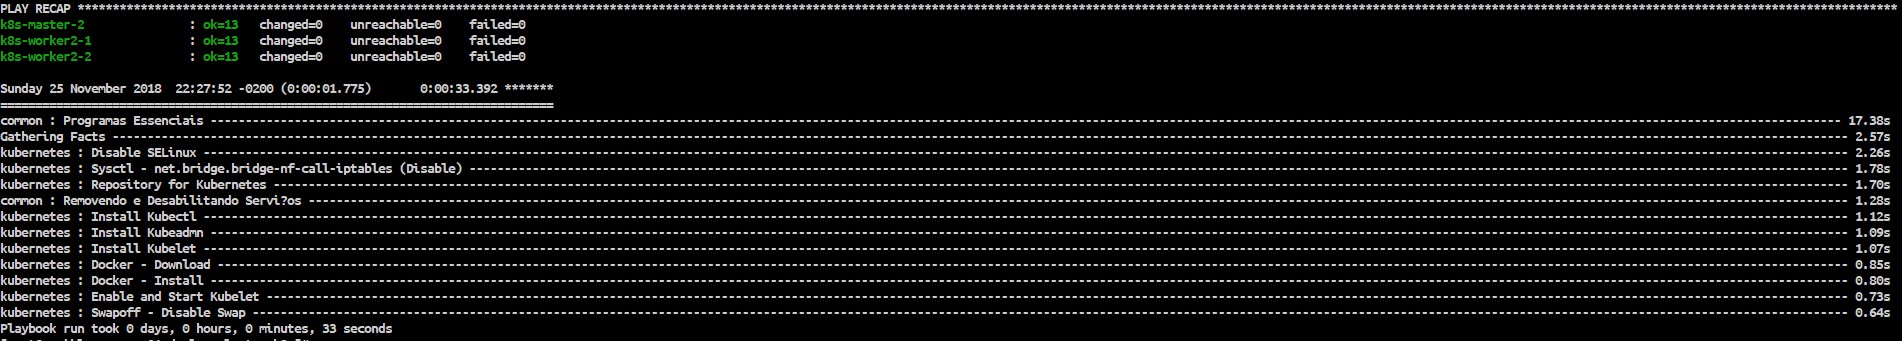 PLAY RECAP ****************************************************************************************************
k8s-master-2 : ok=13 changed=0 unreachable=0 failed=0
k8s-worker2-1 : ok=13 changed=0 unreachable=0 failed=0
k8s-worker2-2 : ok=13 changed=0 unreachable=0 failed=0
Sunday 25 November 2018 22:27:52 -0200 (0:00:01.775) 0:00:33.392 *******
===============================================================================
common : Programas Essenciais ---------------------------------------- 17.38s
Gathering Facts ---------------------------------------- 2.57s
kubernetes : Disable SELinux ---------------------------------------- 2.26s
kubernetes : Sysctl - net.bridge.bridge-nf-call-iptables (Disable) ---------------------------------------- 1.78s
kubernetes : Repository for Kubernetes ---------------------------------------- 1.70s
common : Removendo e Desabilitando Servi?os ---------------------------------------- 1.28s
kubernetes : Install Kubectl ---------------------------------------- 1.12s
kubernetes : Install Kubeadmn ---------------------------------------- 1.09s
kubernetes : Install Kubelet ---------------------------------------- 1.07s
kubernetes : Docker - Download ---------------------------------------- 0.85s
kubernetes : Docker - Install ---------------------------------------- 0.80s
kubernetes : Enable and Start Kubelet ---------------------------------------- 0.73s
kubernetes : Swapoff - Disable Swap ---------------------------------------- 0.64s
Playbook run took 0 days, 0 hours, 0 minutes, 33 seconds